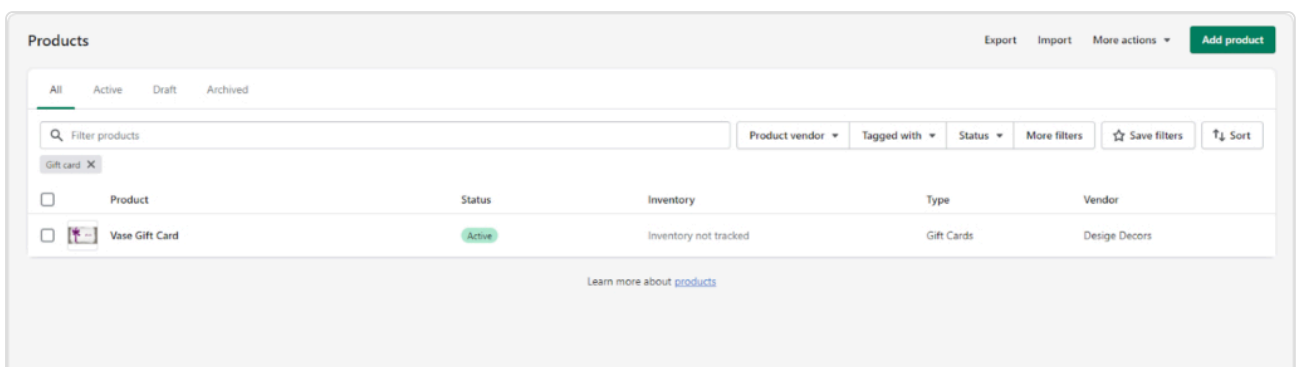 Products
Export Import More actions Add product
All Active Draft Archived
Filter products Product vendor Tagged with Status More filters Save filters Sort
Gift card
Product Status Inventory Type Vendor
Vase Gift Card Active Inventory not tracked Gift Cards Desige Decors
Learn more about products